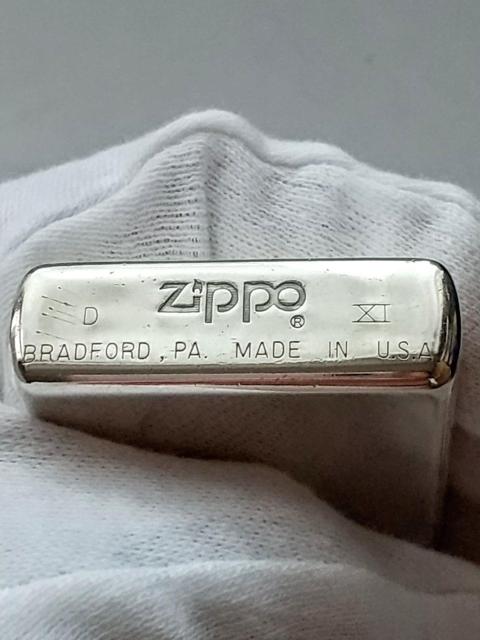 D Zippo® XI
BRADFORD, PA. MADE IN U.S.A